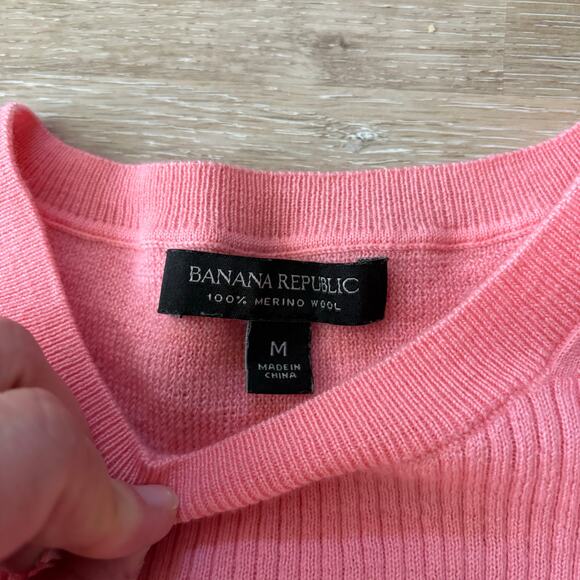 BANANA REPUBLIC
100% MERINO WOOL
M
MADE IN
CHINA